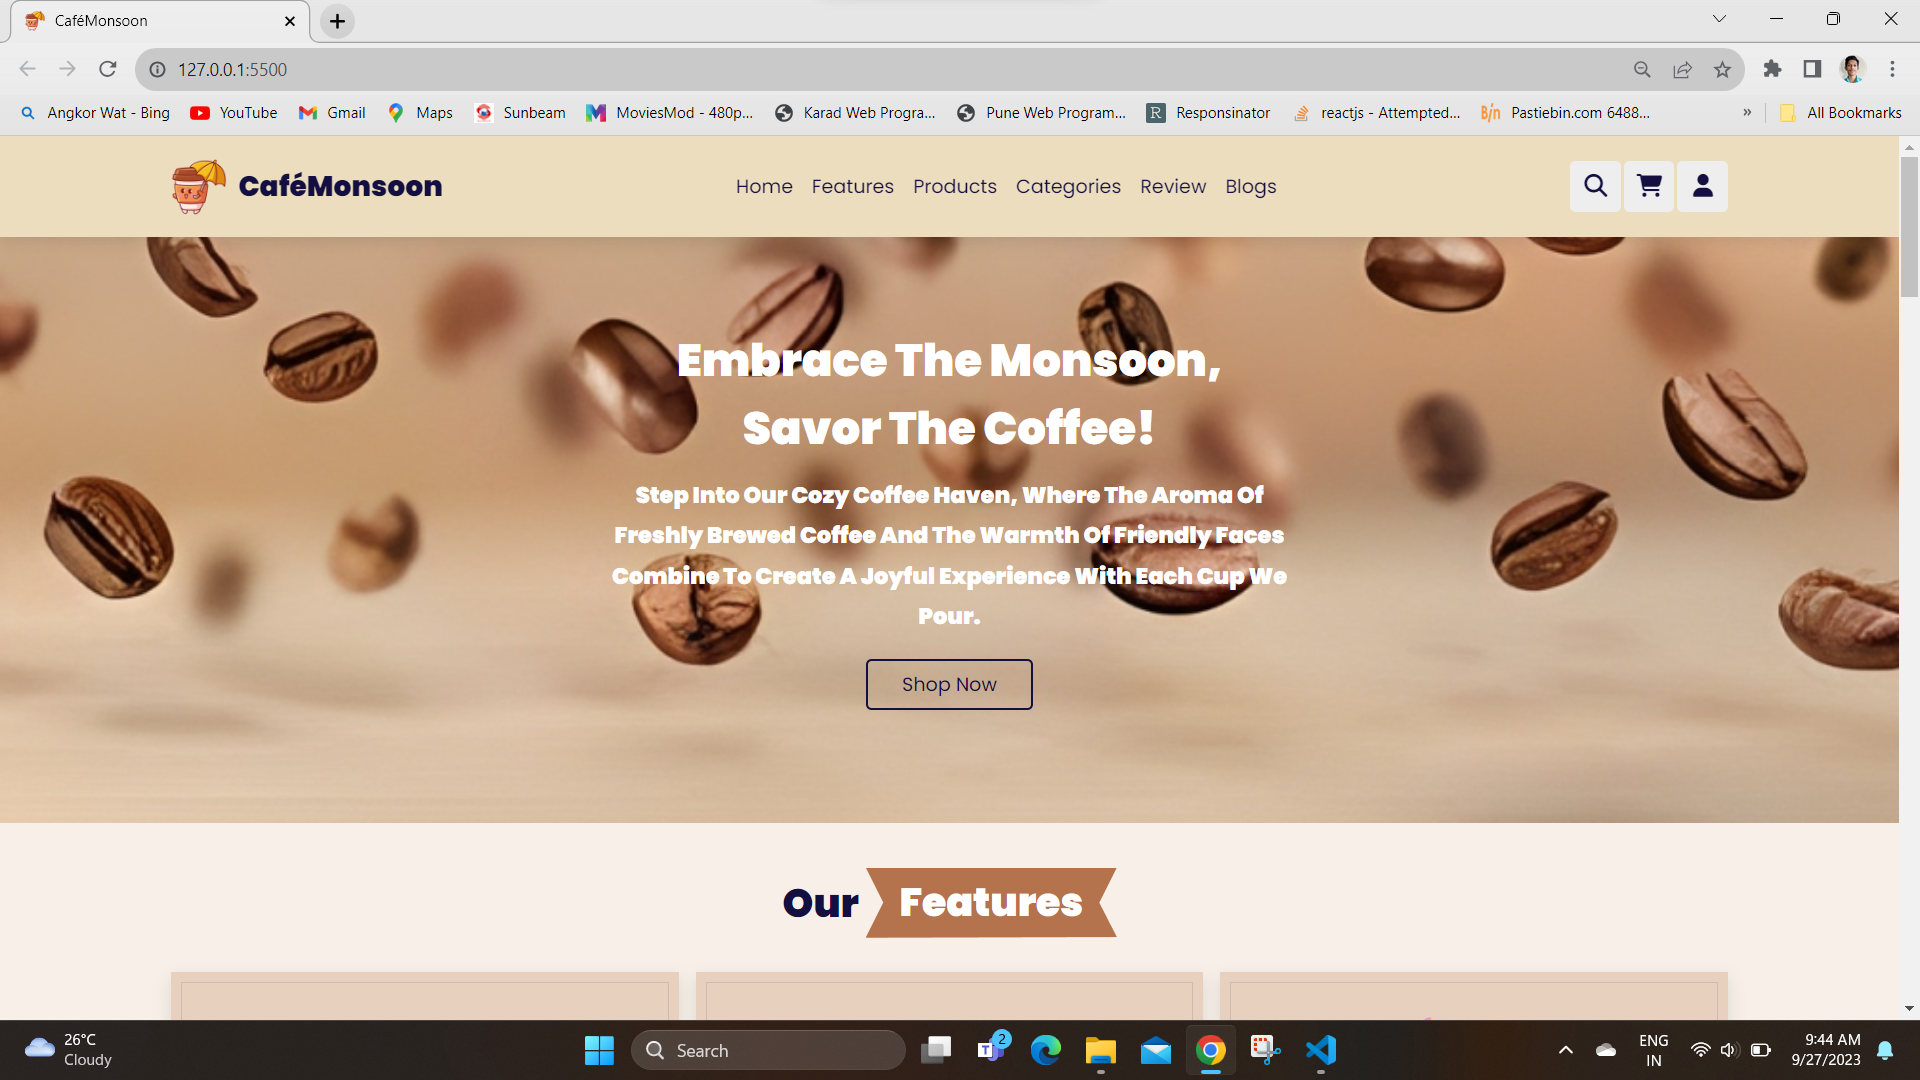 CaféMonsoon
127.0.0.1:5500
Angkor Wat - Bing YouTube Gmail Maps Sunbeam MoviesMod - 480p... Karad Web Progra... Pune Web Program... Responsinator reactjs - Attempted... Pastiebin.com 6488... » All Bookmarks
CaféMonsoon Home Features Products Categories Review Blogs
Embrace The Monsoon,
Savor The Coffee!
Step Into Our Cozy Coffee Haven, Where The Aroma Of
Freshly Brewed Coffee And The Warmth Of Friendly Faces
Combine To Create A Joyful Experience With Each Cup We
Pour.
Shop Now
Our Features
26°C
Cloudy
Search
2
ENG
IN
9:44 AM
9/27/2023